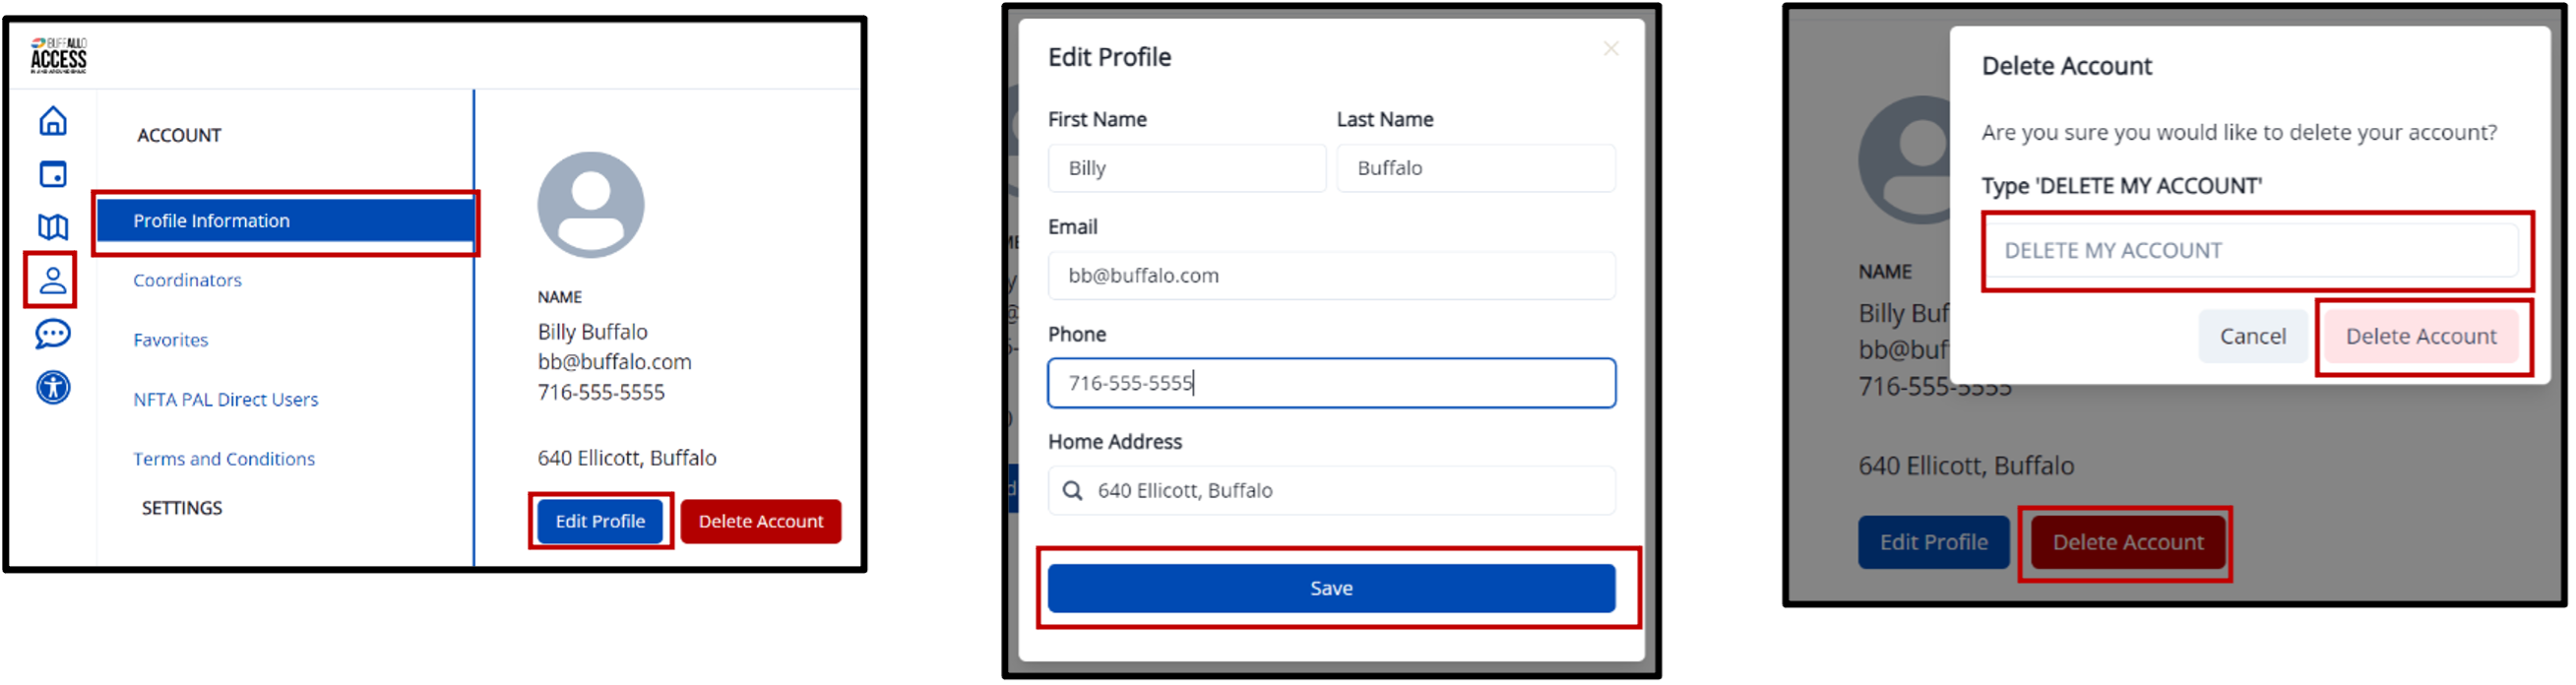 BUFFALLO
ACCESS
ACCOUNT
Profile Information
Coordinators
Favorites
NFTA PAL Direct Users
Terms and Conditions
SETTINGS
NAME
Billy Buffalo
bb@buffalo.com
716-555-5555
640 Ellicott, Buffalo
Edit Profile
Delete Account
Edit Profile
First Name
Last Name
Billy
Buffalo
Email
bb@buffalo.com
Phone
716-555-5555
Home Address
640 Ellicott, Buffalo
Save
Delete Account
Are you sure you would like to delete your account?
Type 'DELETE MY ACCOUNT'
DELETE MY ACCOUNT
Cancel
Delete Account
NAME
Billy Buf
bb@buf
716-555-5555
640 Ellicott, Buffalo
Edit Profile
Delete Account